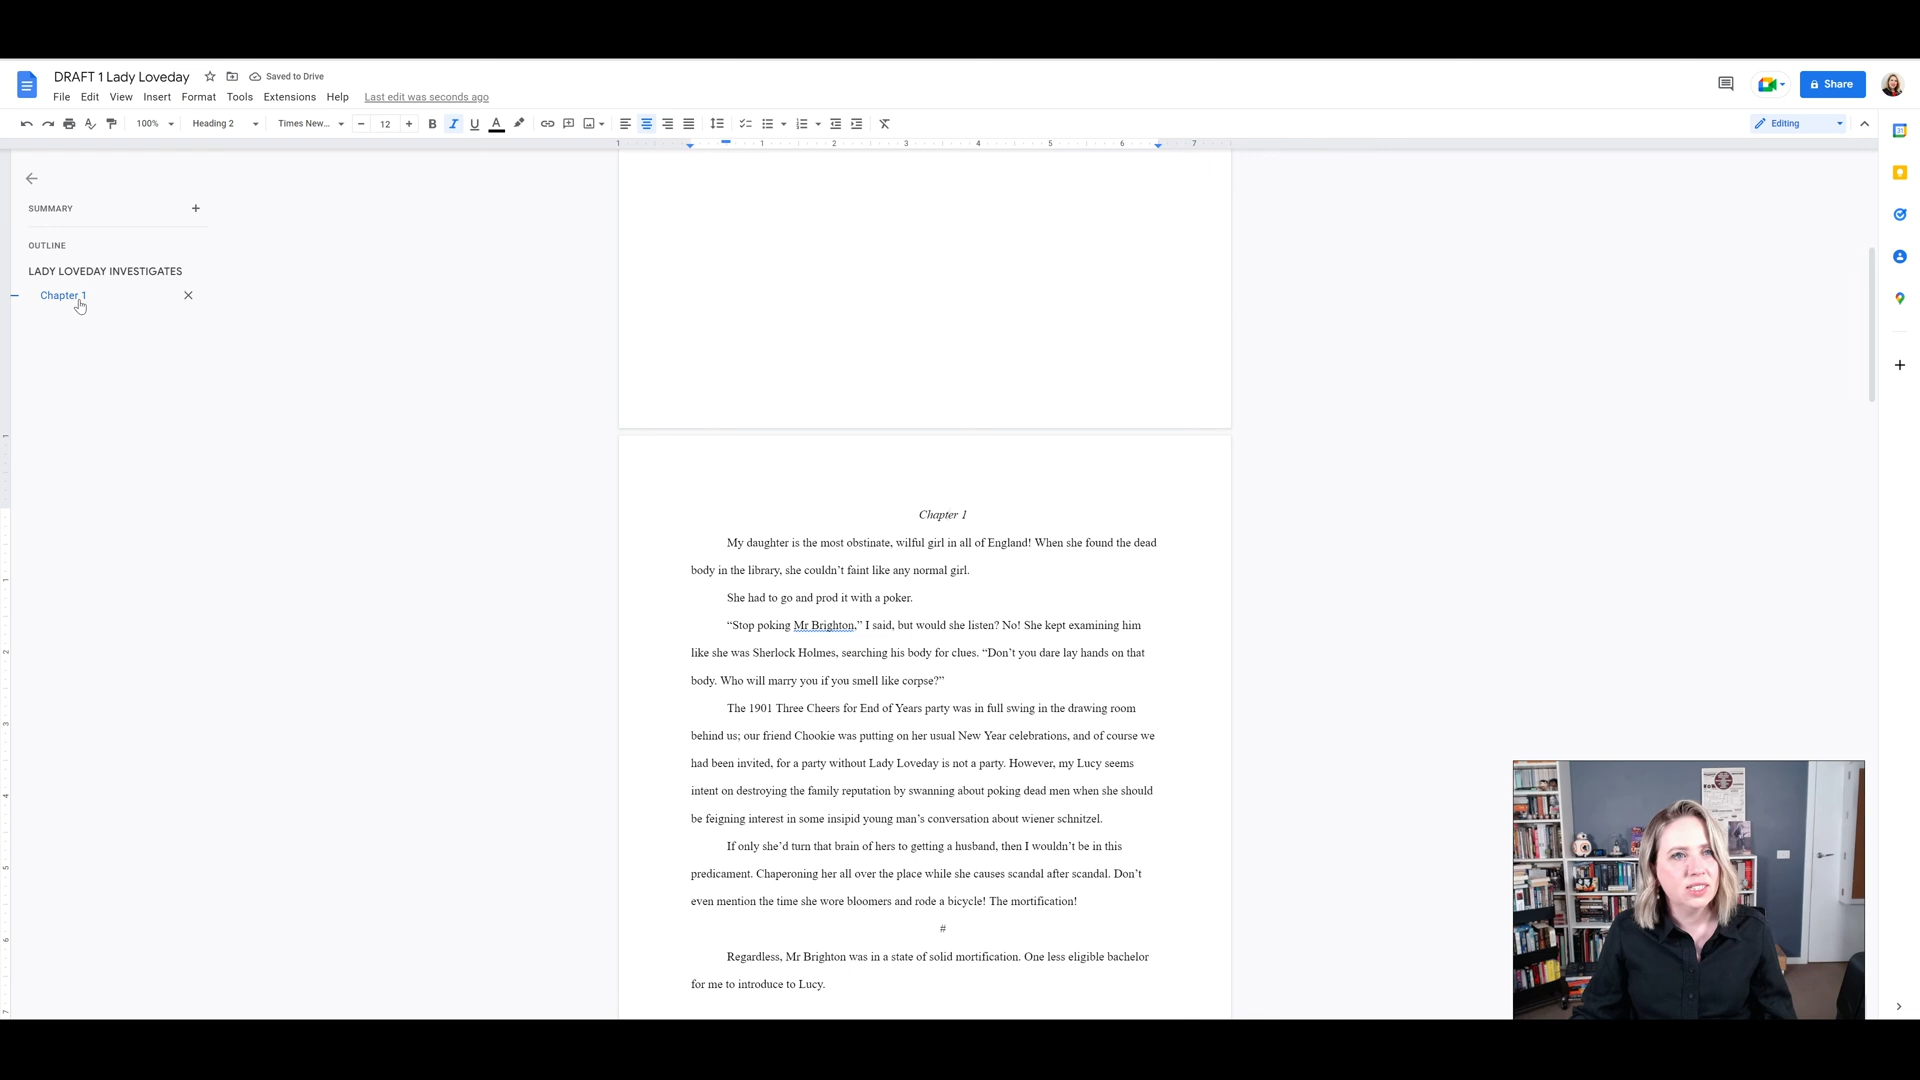 DRAFT 1 Lady Loveday
Saved to Drive
File Edit View Insert Format Tools Extensions Help Last edit was seconds ago
Share
100% Heading 2 Times New... 12 B I U A
Editing
1 1 2 3 4 5 6 7
SUMMARY
OUTLINE
LADY LOVEDAY INVESTIGATES
Chapter 1
Chapter 1
My daughter is the most obstinate, wilful girl in all of England! When she found the dead
body in the library, she couldn’t faint like any normal girl.
She had to go and prod it with a poker.
“Stop poking Mr Brighton,” I said, but would she listen? No! She kept examining him
like she was Sherlock Holmes, searching his body for clues. “Don’t you dare lay hands on that
body. Who will marry you if you smell like corpse?”
The 1901 Three Cheers for End of Years party was in full swing in the drawing room
behind us; our friend Chookie was putting on her usual New Year celebrations, and of course we
had been invited, for a party without Lady Loveday is not a party. However, my Lucy seems
intent on destroying the family reputation by swanning about poking dead men when she should
be feigning interest in some insipid young man’s conversation about wiener schnitzel.
If only she’d turn that brain of hers to getting a husband, then I wouldn’t be in this
predicament. Chaperoning her all over the place while she causes scandal after scandal. Don’t
even mention the time she wore bloomers and rode a bicycle! The mortification!
#
Regardless, Mr Brighton was in a state of solid mortification. One less eligible bachelor
for me to introduce to Lucy.